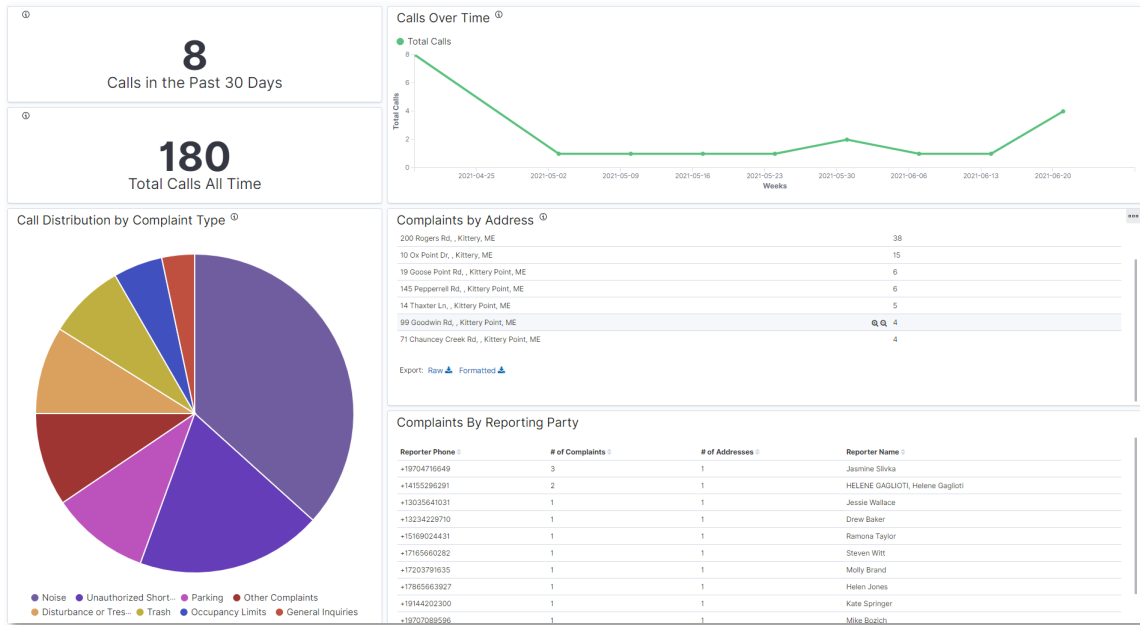 8
Calls in the Past 30 Days
180
Total Calls All Time
Calls Over Time
Total Calls
8
6
4
2
0
Total Calls
2021-04-25 2021-05-02 2021-05-09 2021-05-16 2021-05-23 2021-05-30 2021-06-06 2021-06-13 2021-06-20
Weeks
Call Distribution by Complaint Type
Noise Unauthorized Short... Parking Other Complaints
Disturbance or Tres... Trash Occupancy Limits General Inquiries
Complaints by Address
200 Rogers Rd, , Kittery, ME 38
10 Ox Point Dr, , Kittery, ME 15
19 Goose Point Rd, , Kittery Point, ME 6
145 Pepperrell Rd, , Kittery Point, ME 6
14 Thaxter Ln, , Kittery Point, ME 5
99 Goodwin Rd, , Kittery Point, ME 4
71 Chauncey Creek Rd, , Kittery Point, ME 4
Export: Raw Formatted
Complaints By Reporting Party
Reporter Phone # of Complaints # of Addresses Reporter Name
+19704716649 3 1 Jasmine Slivka
+14155296291 2 1 HELENE GAGLIOTI, Helene Gaglioti
+13035641031 1 1 Jessie Wallace
+13234229710 1 1 Drew Baker
+15169024431 1 1 Ramona Taylor
+17165660282 1 1 Steven Witt
+17203791635 1 1 Molly Brand
+17865663927 1 1 Helen Jones
+19144202300 1 1 Kate Springer
+19707089596 1 1 Mike Bozich